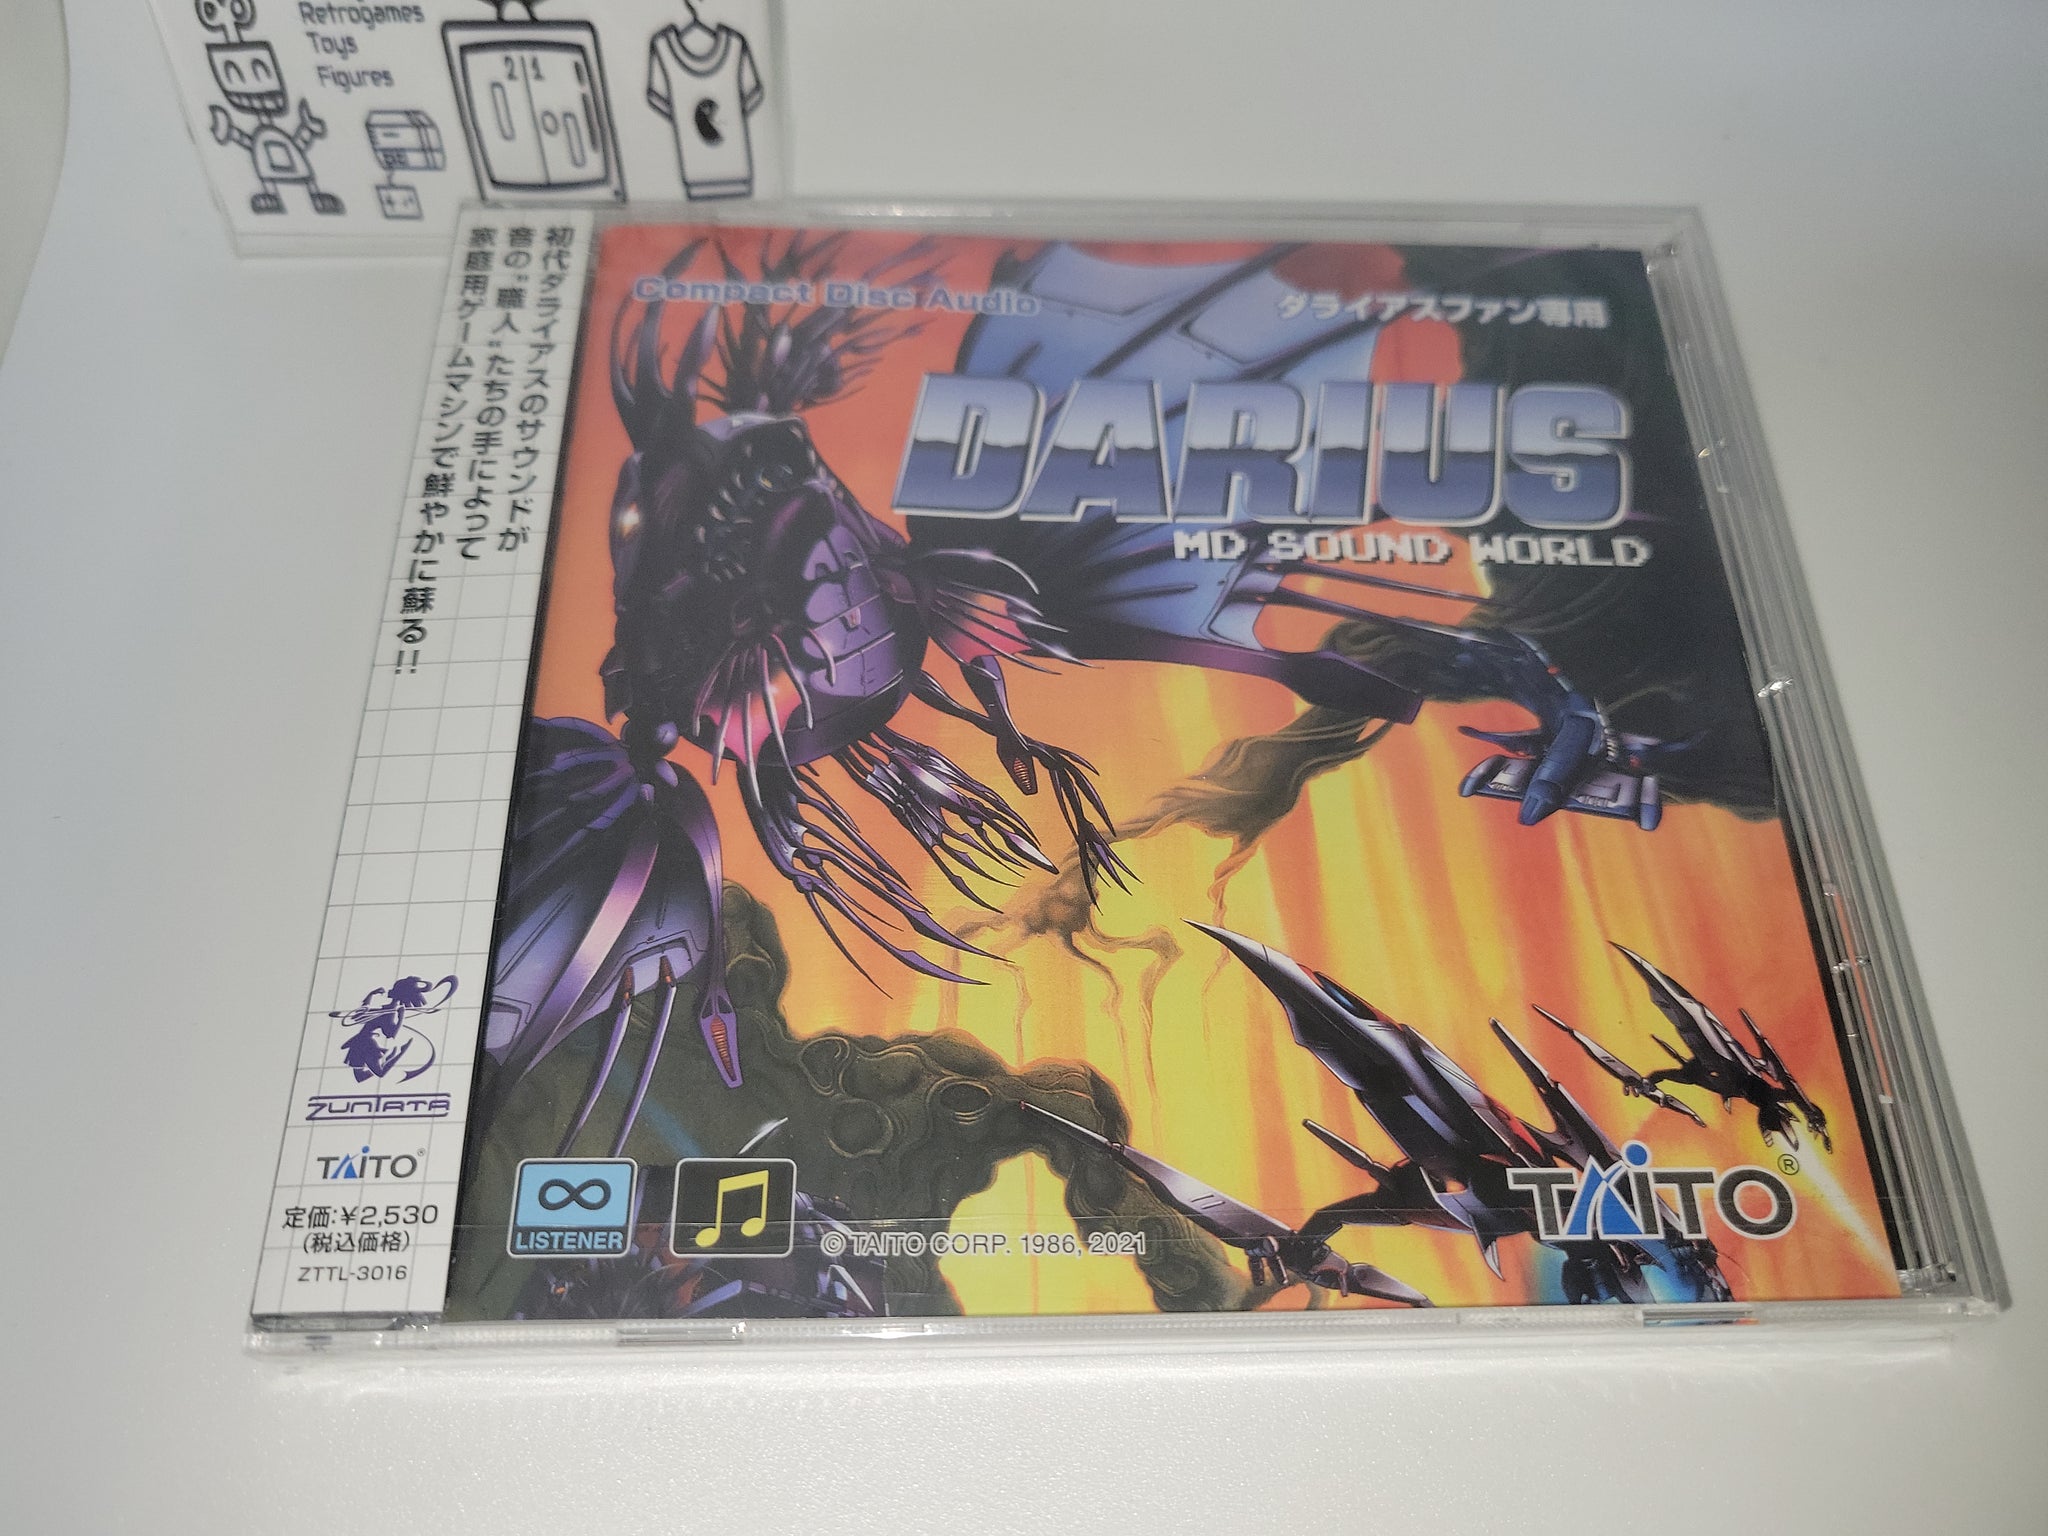 Retrogames
Toys
Figures
21
初代ダライアスのサウンドが
音の"職人"たちの手によって
家庭用ゲームマシンで鮮やかに蘇る!!
ZUNTATA
TAITO®
定価:¥2,530
(税込価格)
ZTTL-3016
Compact Disc Audio
ダライアスファン専用
DARIUS
MD SOUND WORLD
∞
LISTENER
© TAITO CORP. 1986, 2021
TAITO®